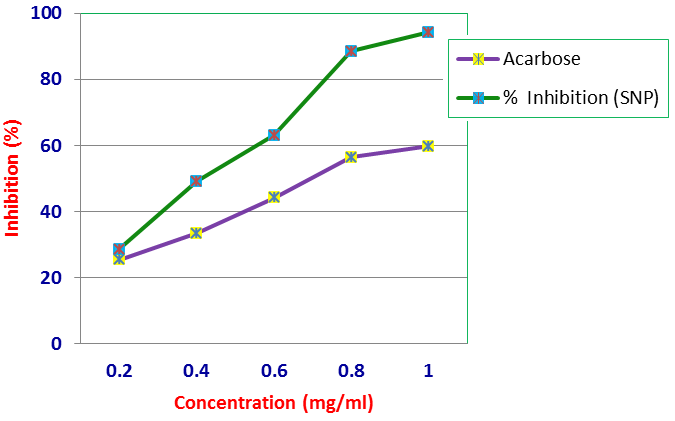 100
80
60
40
20
0
Inhibition (%)
0.2 0.4 0.6 0.8 1
Concentration (mg/ml)
Acarbose
% Inhibition (SNP)